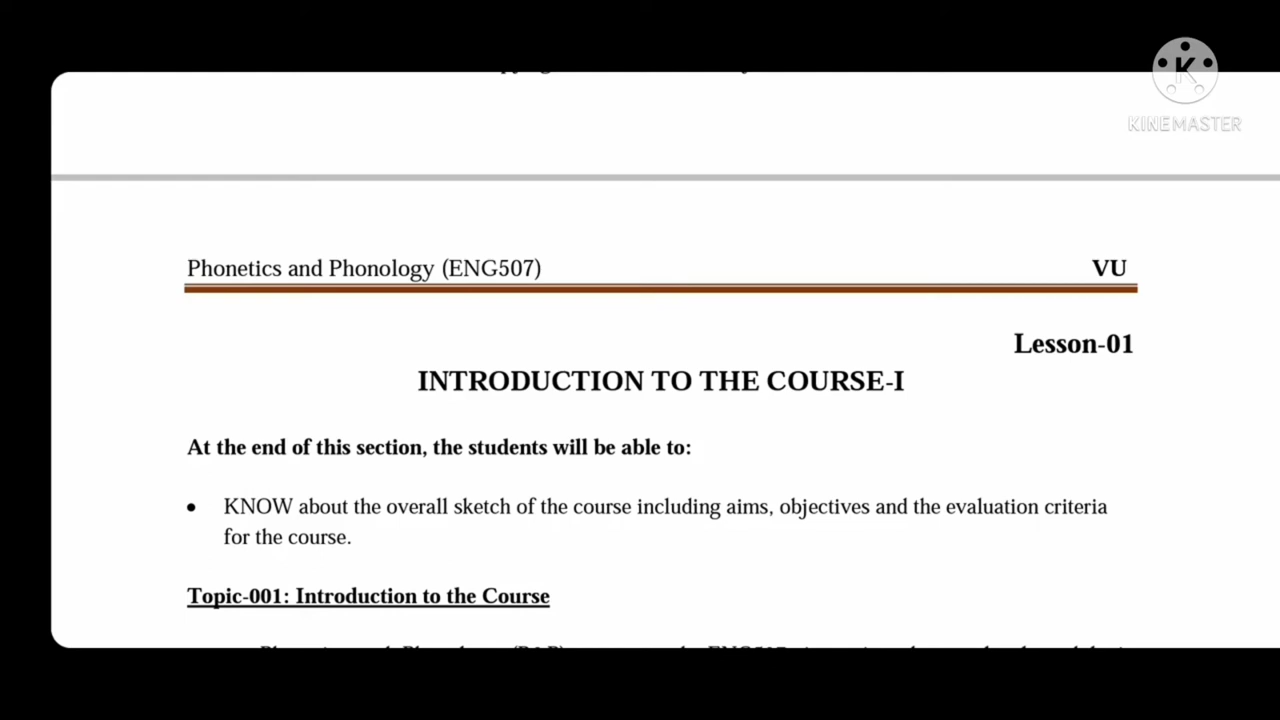 KINEMASTER
Phonetics and Phonology (ENG507) VU
Lesson-01
INTRODUCTION TO THE COURSE-I
At the end of this section, the students will be able to:
• KNOW about the overall sketch of the course including aims, objectives and the evaluation criteria
for the course.
Topic-001: Introduction to the Course